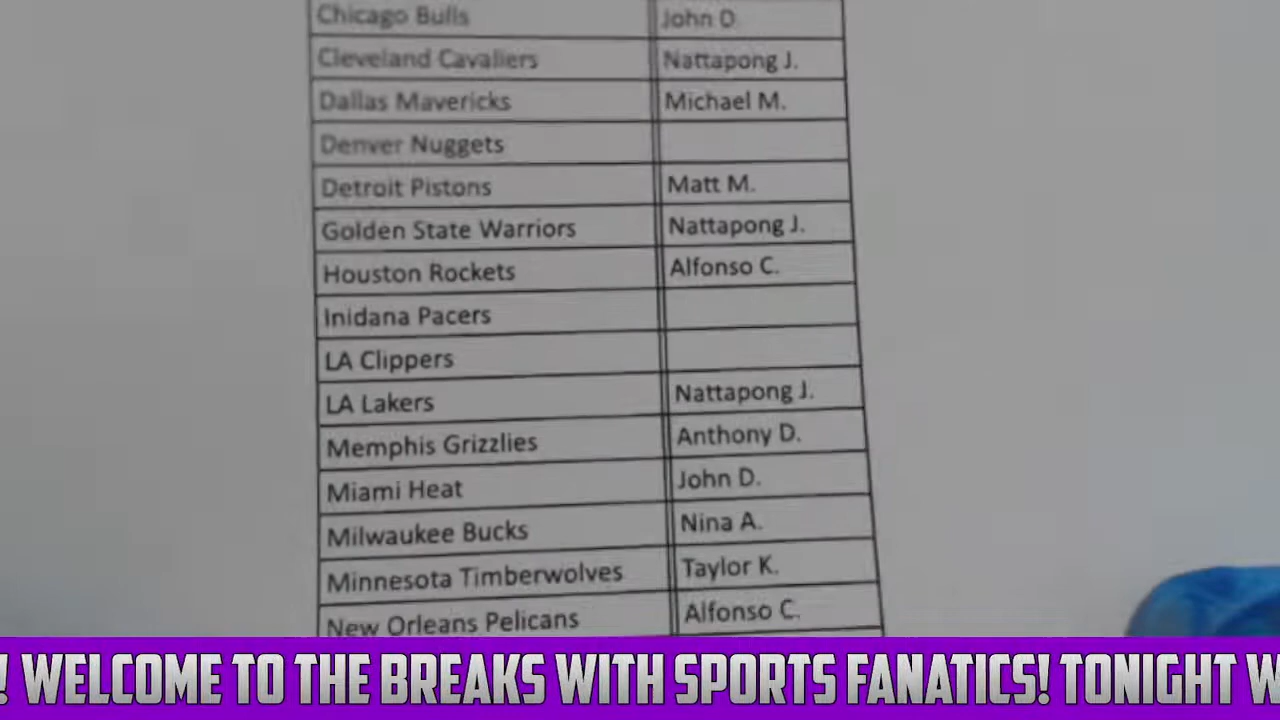 Chicago Bulls John D.
Cleveland Cavaliers Nattapong J.
Dallas Mavericks Michael M.
Denver Nuggets
Detroit Pistons Matt M.
Golden State Warriors Nattapong J.
Houston Rockets Alfonso C.
Inidana Pacers
LA Clippers
LA Lakers Nattapong J.
Memphis Grizzlies Anthony D.
Miami Heat John D.
Milwaukee Bucks Nina A.
Minnesota Timberwolves Taylor K.
New Orleans Pelicans Alfonso C.
! WELCOME TO THE BREAKS WITH SPORTS FANATICS! TONIGHT W